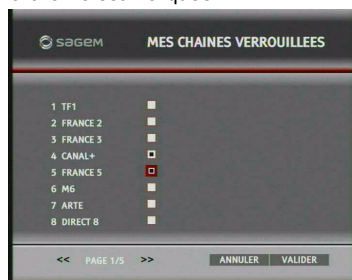 sagem
MES CHAINES VERROUILLEES
1 TF1
2 FRANCE 2
3 FRANCE 3
4 CANAL+
5 FRANCE 5
6 M6
7 ARTE
8 DIRECT 8
<< PAGE 1/5 >> ANNULER VALIDER